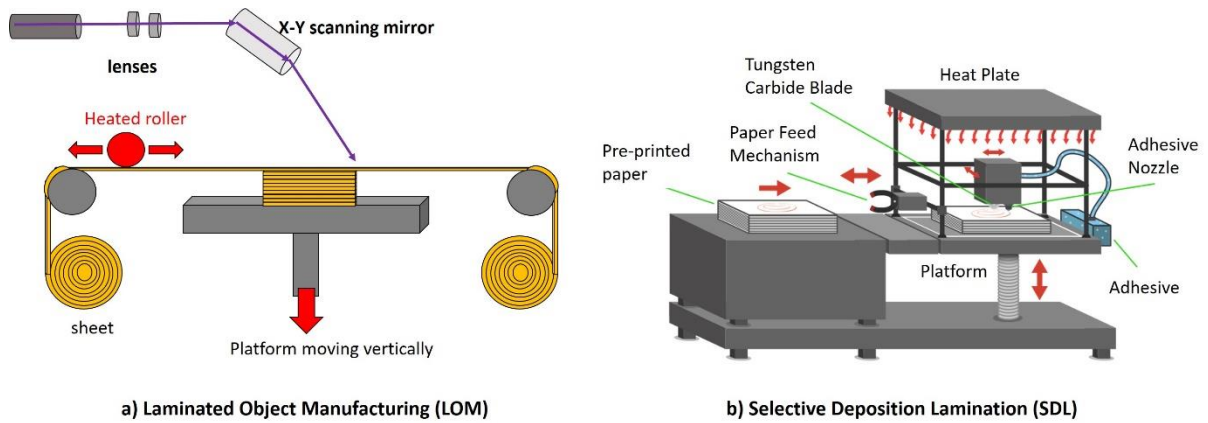 X-Y scanning mirror
lenses
Heated roller
sheet
Platform moving vertically
a) Laminated Object Manufacturing (LOM)
Tungsten
Carbide Blade
Heat Plate
Paper Feed
Mechanism
Pre-printed
paper
Adhesive
Nozzle
Platform
Adhesive
b) Selective Deposition Lamination (SDL)